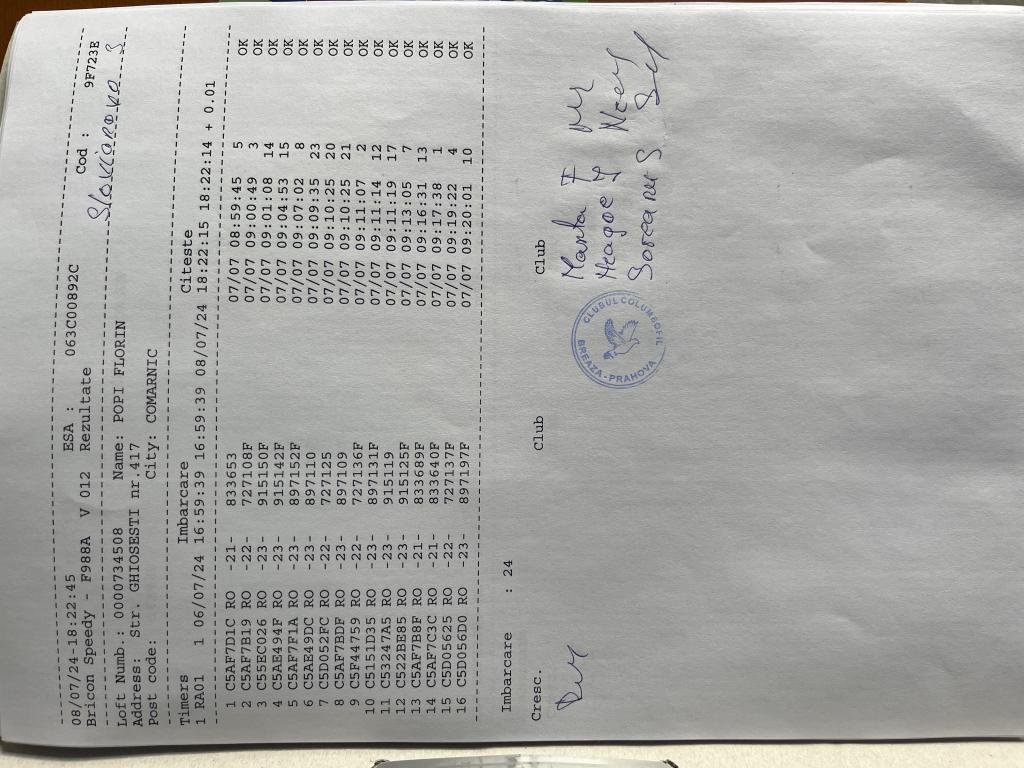 08/07/24-18:22:45 ESA : 063C00892C Cod : 9F723E
Bricon Speedy - F988A V 012 Rezultate
Loft Numb.: 0000734508 Name: POPI FLORIN
Address: Str. GHIOSESTI nr.417
Post code: City: COMARNIC
Timers Imbarcare Citeste
1 RA01 1 06/07/24 16:59:39 16:59:39 08/07/24 18:22:15 18:22:14 + 0.01
1 C5AF7D1C RO -21- 833653 07/07 08:59:45 5 OK
2 C5AF7B19 RO -22- 727108F 07/07 09:00:49 3 OK
3 C55EC026 RO -23- 915150F 07/07 09:01:08 14 OK
4 C5AE494F RO -23- 915142F 07/07 09:04:53 15 OK
5 C5AF7F1A RO -23- 897152F 07/07 09:07:02 8 OK
6 C5AE49DC RO -23- 897110 07/07 09:09:35 23 OK
7 C5D052FC RO -22- 727125 07/07 09:10:25 20 OK
8 C5AF7BDF RO -23- 897109 07/07 09:10:25 21 OK
9 C5F44759 RO -22- 727136F 07/07 09:11:07 2 OK
10 C5151D35 RO -23- 897131F 07/07 09:11:14 12 OK
11 C53247A5 RO -23- 915119 07/07 09:11:19 17 OK
12 C522BE85 RO -23- 915125F 07/07 09:13:05 7 OK
13 C5AF7B8F RO -21- 833689F 07/07 09:16:31 13 OK
14 C5AF7C3C RO -21- 833640F 07/07 09:17:38 1 OK
15 C5D05625 RO -22- 727137F 07/07 09:19:22 4 OK
16 C5D056D0 RO -23- 897197F 07/07 09:20:01 10 OK
Imbarcare : 24
Cresc. Club Club
Manta F
Neagoe
Soreanu S
CLUBUL COLUMBOFIL
BREAZA - PRAHOVA